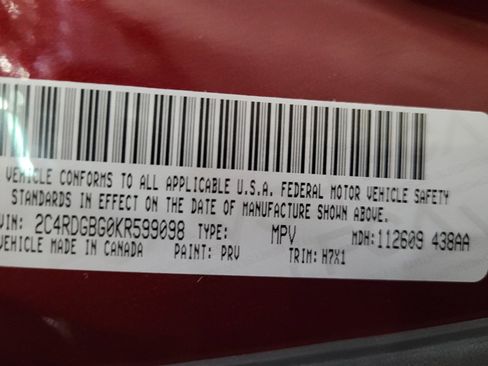 VEHICLE CONFORMS TO ALL APPLICABLE U.S.A. FEDERAL MOTOR VEHICLE SAFETY
STANDARDS IN EFFECT ON THE DATE OF MANUFACTURE SHOWN ABOVE.
VIN: 2C4RDGBG0KR599098 TYPE: MPV MDH: 112609 438AA
VEHICLE MADE IN CANADA PAINT: PRV TRIM: H7X1